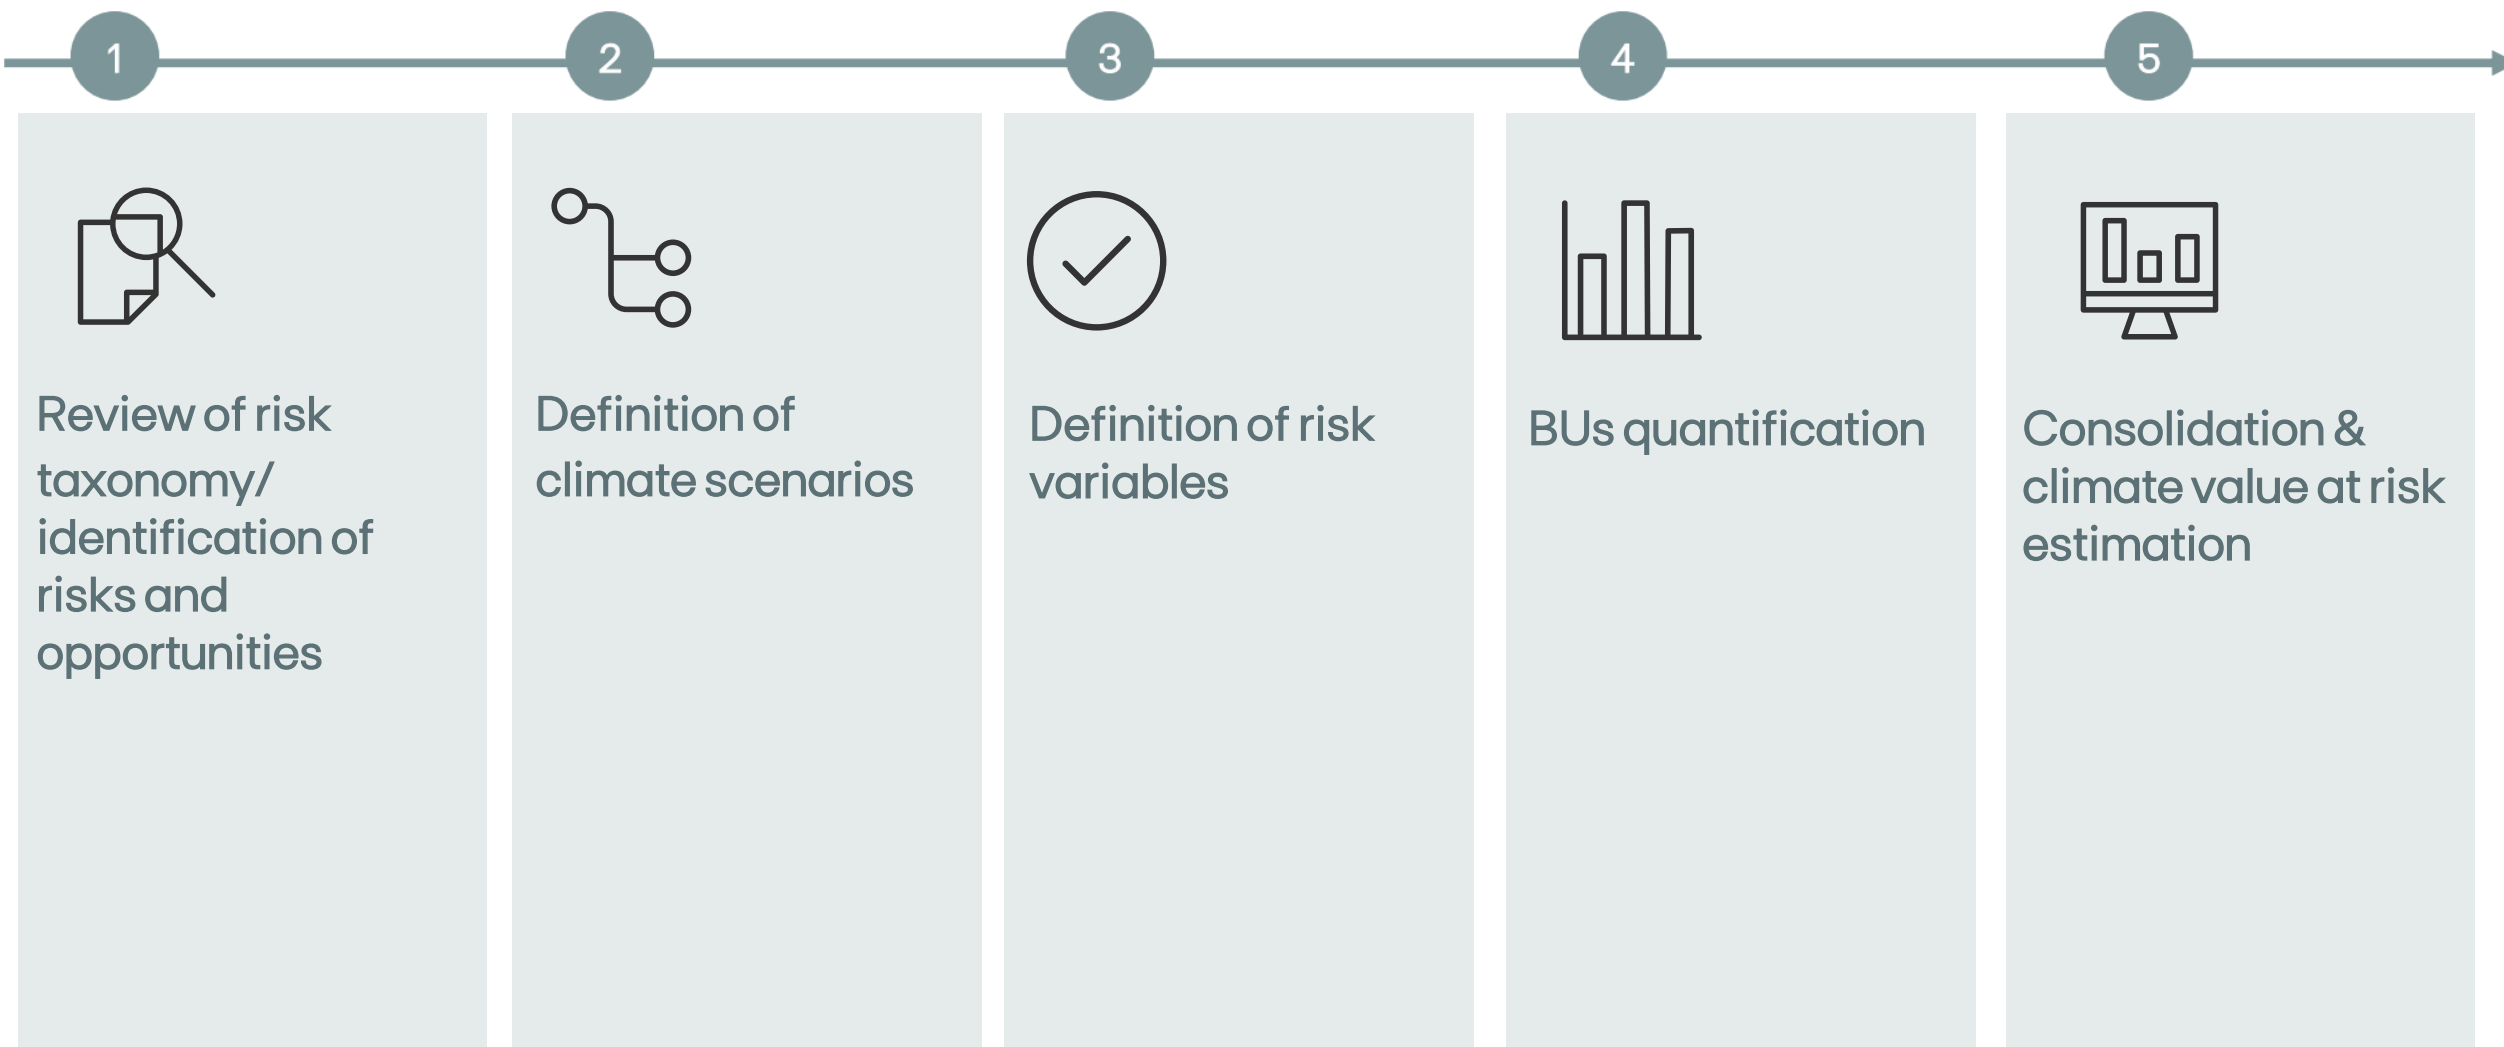 1
2
3
4
5
Review of risk
taxonomy/
identification of
risks and
opportunities
Definition of
climate scenarios
Definition of risk
variables
BUs ququnification
Consolidation &
climate value at risk
estimation